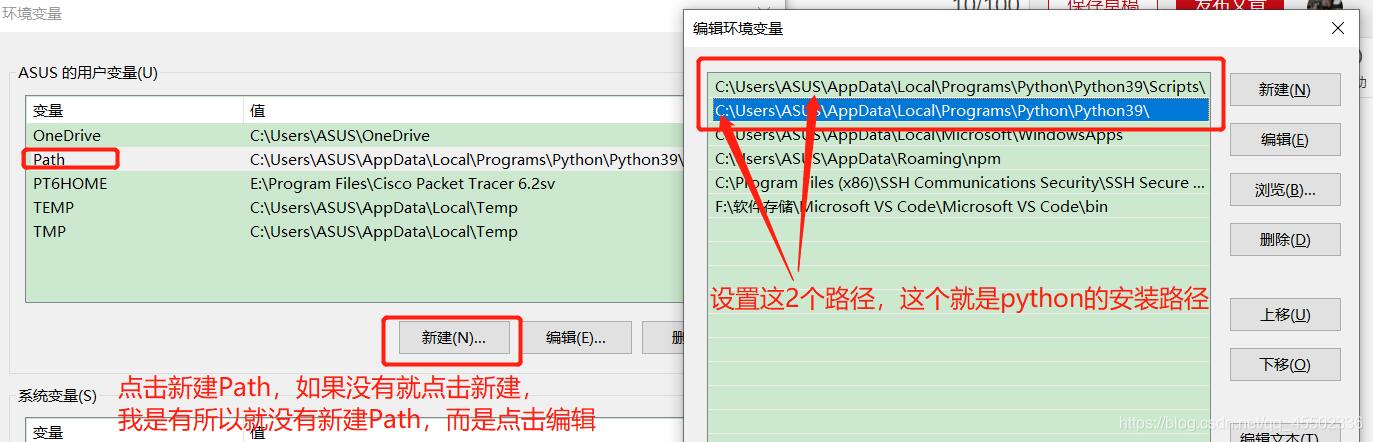 环境变量
ASUS 的用户变量(U)
变量 值
OneDrive C:\Users\ASUS\OneDrive
Path C:\Users\ASUS\AppData\Local\Programs\Python\Python39\
PT6HOME E:\Program Files\Cisco Packet Tracer 6.2sv
TEMP C:\Users\ASUS\AppData\Local\Temp
TMP C:\Users\ASUS\AppData\Local\Temp
新建(N)... 编辑(E)... 删
点击新建Path，如果没有就点击新建，
我是有所以就没有新建Path，而是点击编辑
系统变量(S)
变量 值
10/100 保存草稿 发布文章
编辑环境变量
C:\Users\ASUS\AppData\Local\Programs\Python\Python39\Scripts\
C:\Users\ASUS\AppData\Local\Programs\Python\Python39\
C:\Users\ASUS\AppData\Local\Microsoft\WindowsApps
C:\Users\ASUS\AppData\Roaming\npm
C:\Program Files (x86)\SSH Communications Security\SSH Secure ...
F:\软件存储\Microsoft VS Code\Microsoft VS Code\bin
设置这2个路径，这个就是python的安装路径
新建(N)
编辑(E)
浏览(B)...
删除(D)
上移(U)
下移(O)
编辑文本(T)
动
https://blog.csdn.net/qq_45502336